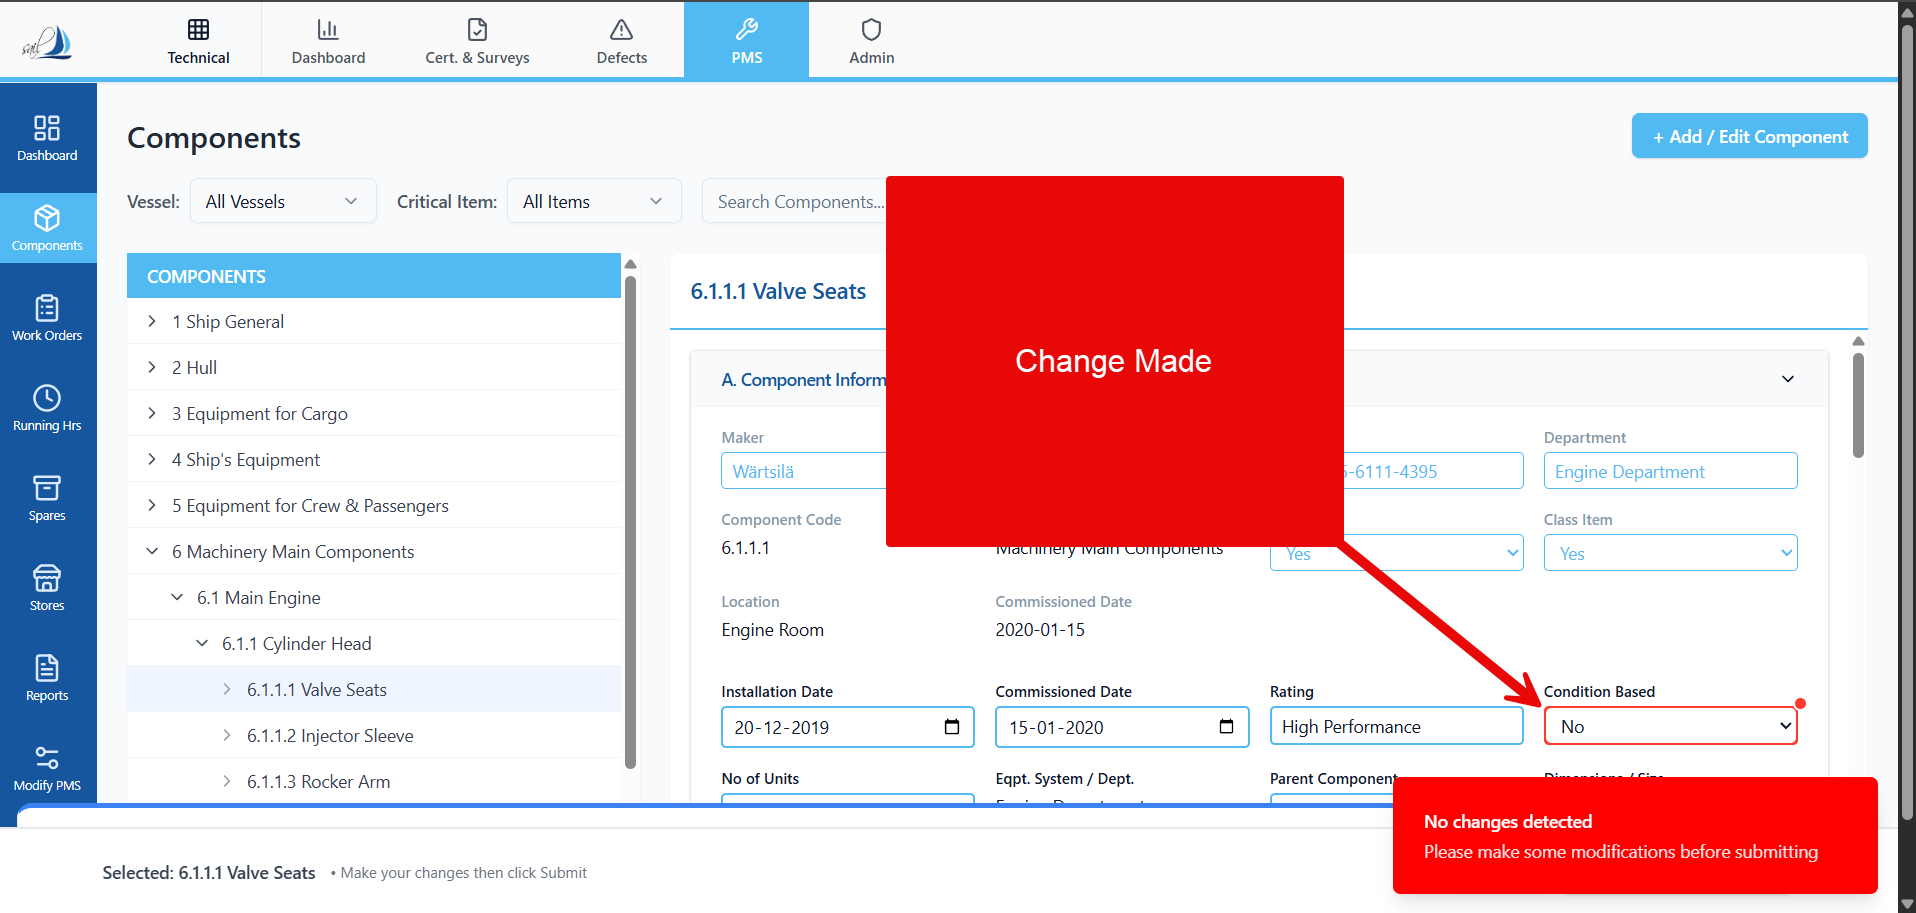 sail
Technical
Dashboard
Cert. & Surveys
Defects
PMS
Admin
Dashboard
Components
Work Orders
Running Hrs
Spares
Stores
Reports
Modify PMS
Components
+ Add / Edit Component
Vessel:
All Vessels
Critical Item:
All Items
Search Components...
COMPONENTS
1 Ship General
2 Hull
3 Equipment for Cargo
4 Ship's Equipment
5 Equipment for Crew & Passengers
6 Machinery Main Components
6.1 Main Engine
6.1.1 Cylinder Head
6.1.1.1 Valve Seats
6.1.1.2 Injector Sleeve
6.1.1.3 Rocker Arm
6.1.1.1 Valve Seats
Change Made
A. Component Inform
Maker
Department
Wärtsilä
-6111-4395
Engine Department
Component Code
Class Item
6.1.1.1
Machinery Main Components
Yes
Yes
Location
Commissioned Date
Engine Room
2020-01-15
Installation Date
Commissioned Date
Rating
Condition Based
20-12-2019
15-01-2020
High Performance
No
No of Units
Eqpt. System / Dept.
Parent Component
Dimensions / Size
Engine Department
No changes detected
Please make some modifications before submitting
Selected: 6.1.1.1 Valve Seats
• Make your changes then click Submit